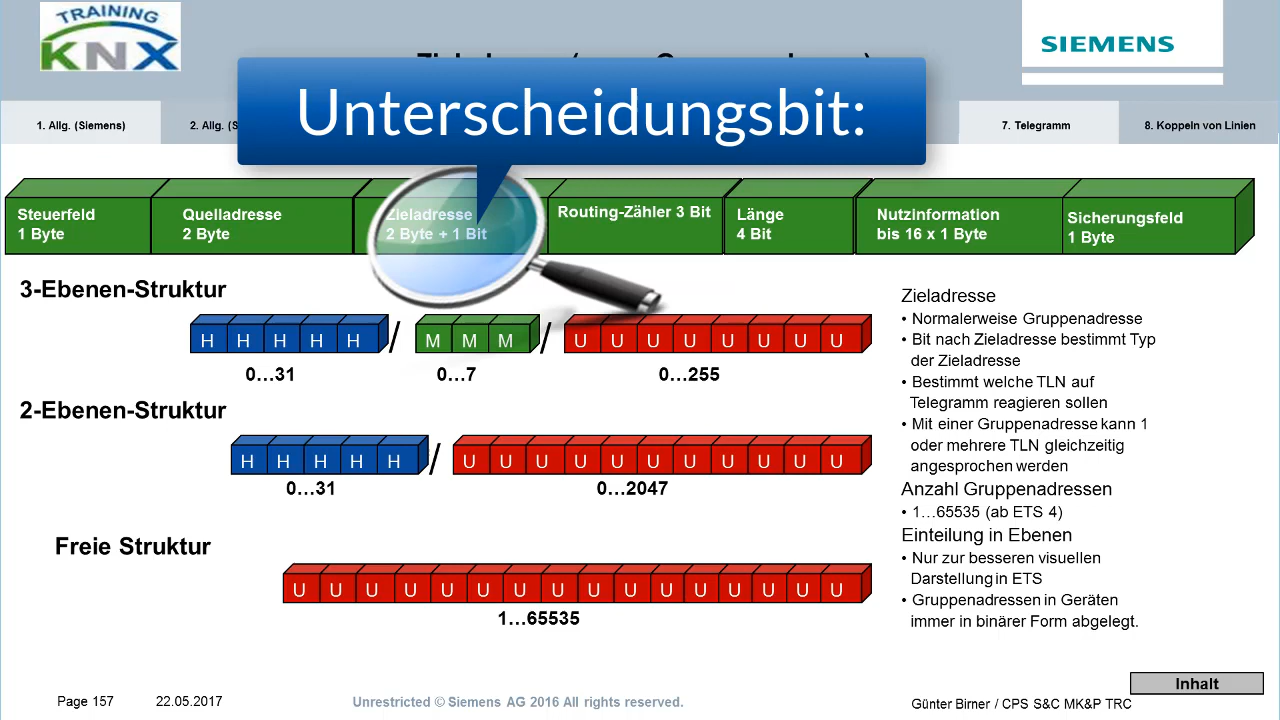 TRAINING
KNX
SIEMENS
Unterscheidungsbit:
1. Allg. (Siemens)
2. Allg. (S
7. Telegramm
8. Koppeln von Linien
Steuerfeld
1 Byte
Quelladresse
2 Byte
Zieladresse
2 Byte + 1 Bit
Routing-Zähler 3 Bit
Länge
4 Bit
Nutzinformation
bis 16 x 1 Byte
Sicherungsfeld
1 Byte
3-Ebenen-Struktur
H H H H H / M M M / U U U U U U U U
0…31 0…7 0…255
2-Ebenen-Struktur
H H H H H / U U U U U U U U U U U
0…31 0…2047
Freie Struktur
U U U U U U U U U U U U U U U U
1…65535
Zieladresse
• Normalerweise Gruppenadresse
• Bit nach Zieladresse bestimmt Typ
der Zieladresse
• Bestimmt welche TLN auf
Telegramm reagieren sollen
• Mit einer Gruppenadresse kann 1
oder mehrere TLN gleichzeitig
angesprochen werden
Anzahl Gruppenadressen
• 1…65535 (ab ETS 4)
Einteilung in Ebenen
• Nur zur besseren visuellen
Darstellung in ETS
• Gruppenadressen in Geräten
immer in binärer Form abgelegt.
Inhalt
Page 157
22.05.2017
Unrestricted © Siemens AG 2016 All rights reserved.
Günter Birner / CPS S&C MK&P TRC